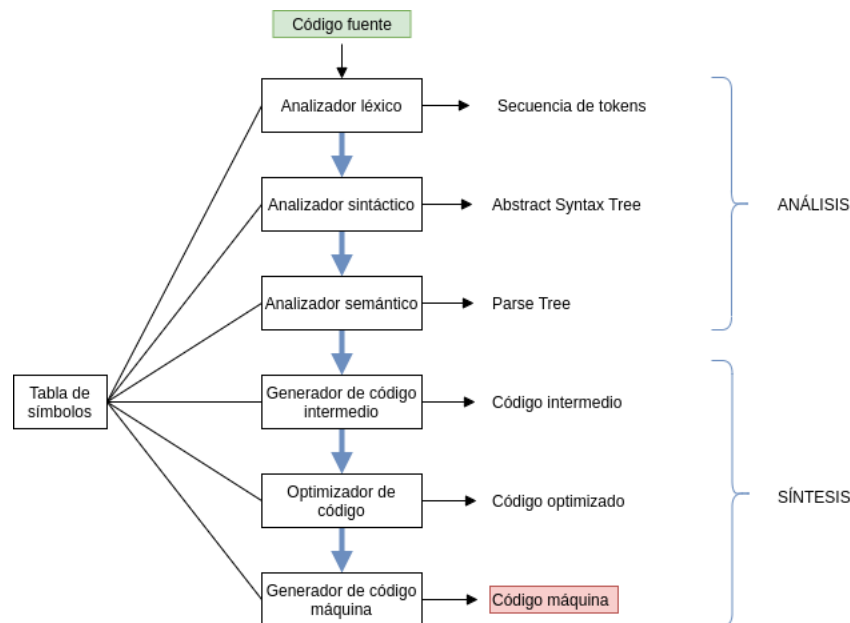 Código fuente
Analizador léxico
Secuencia de tokens
Analizador sintáctico
Abstract Syntax Tree
ANÁLISIS
Analizador semántico
Parse Tree
Tabla de
símbolos
Generador de código
intermedio
Código intermedio
Optimizador de
código
Código optimizado
SÍNTESIS
Generador de código
máquina
Código máquina